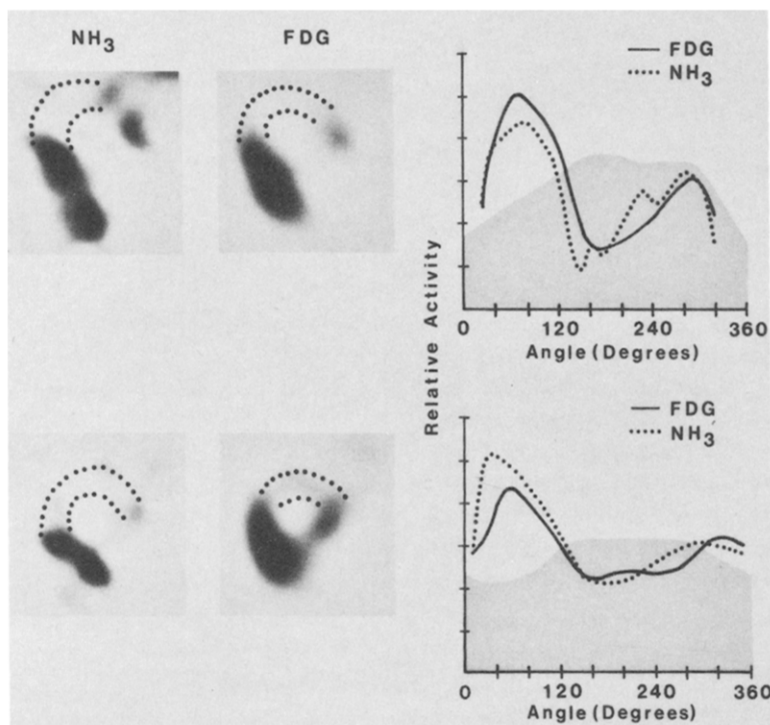 NH3
FDG
FDG
NH3
0
120
240
360
Angle (Degrees)
Relative Activity
FDG
NH3
0
120
240
360
Angle (Degrees)